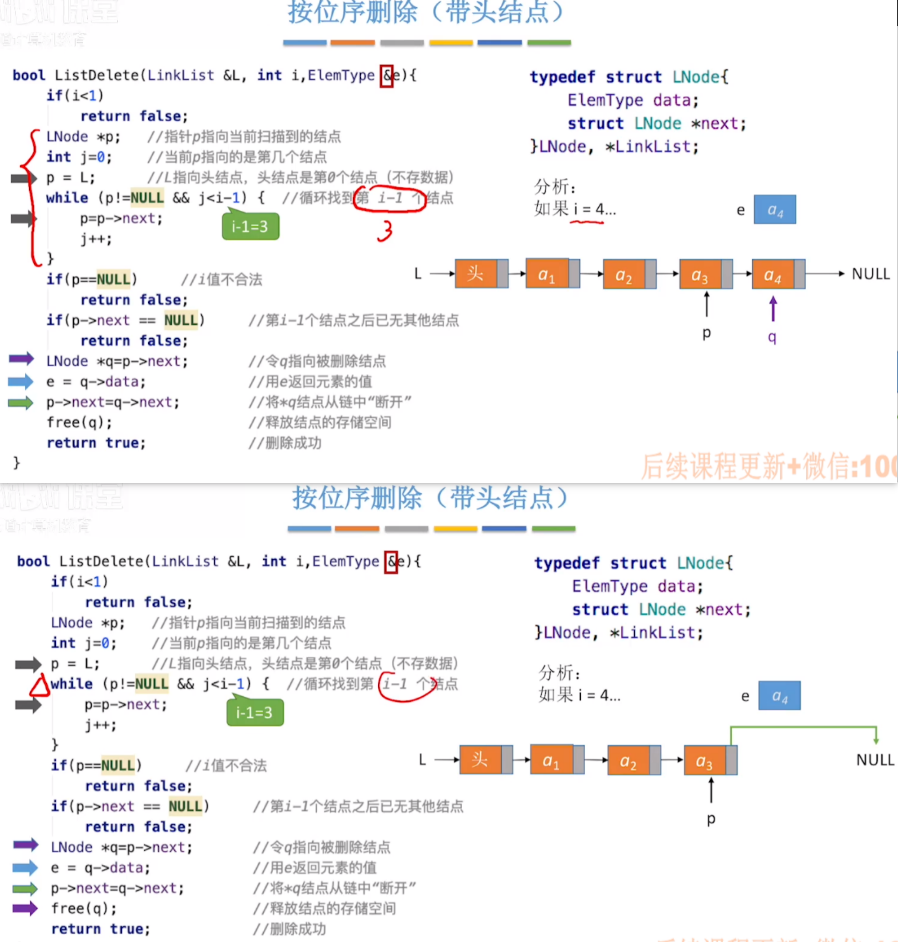 按位序删除（带头结点）
bool ListDelete(LinkList &L, int i,ElemType &e){
if(i<1)
return false;
LNode *p; //指针p指向当前扫描到的结点
int j=0; //当前p指向的是第几个结点
p = L; //L指向头结点，头结点是第0个结点（不存数据）
while (p!=NULL && j<i-1) { //循环找到第 i-1 个结点
p=p->next;
i-1=3
3
j++;
}
if(p==NULL) //i值不合法
return false;
if(p->next == NULL) //第i-1个结点之后已无其他结点
return false;
LNode *q=p->next; //令q指向被删除结点
e = q->data; //用e返回元素的值
p->next=q->next; //将*q结点从链中“断开”
free(q); //释放结点的存储空间
return true; //删除成功
}
typedef struct LNode{
ElemType data;
struct LNode *next;
}LNode, *LinkList;
分析：
如果 i = 4…
e a4
L 头 a1 a2 a3 a4 NULL
p q
后续课程更新+微信:100
按位序删除（带头结点）
bool ListDelete(LinkList &L, int i,ElemType &e){
if(i<1)
return false;
LNode *p; //指针p指向当前扫描到的结点
int j=0; //当前p指向的是第几个结点
p = L; //L指向头结点，头结点是第0个结点（不存数据）
while (p!=NULL && j<i-1) { //循环找到第 i-1 个结点
p=p->next;
i-1=3
j++;
}
if(p==NULL) //i值不合法
return false;
if(p->next == NULL) //第i-1个结点之后已无其他结点
return false;
LNode *q=p->next; //令q指向被删除结点
e = q->data; //用e返回元素的值
p->next=q->next; //将*q结点从链中“断开”
free(q); //释放结点的存储空间
return true; //删除成功
typedef struct LNode{
ElemType data;
struct LNode *next;
}LNode, *LinkList;
分析：
如果 i = 4…
e a4
L 头 a1 a2 a3 NULL
p